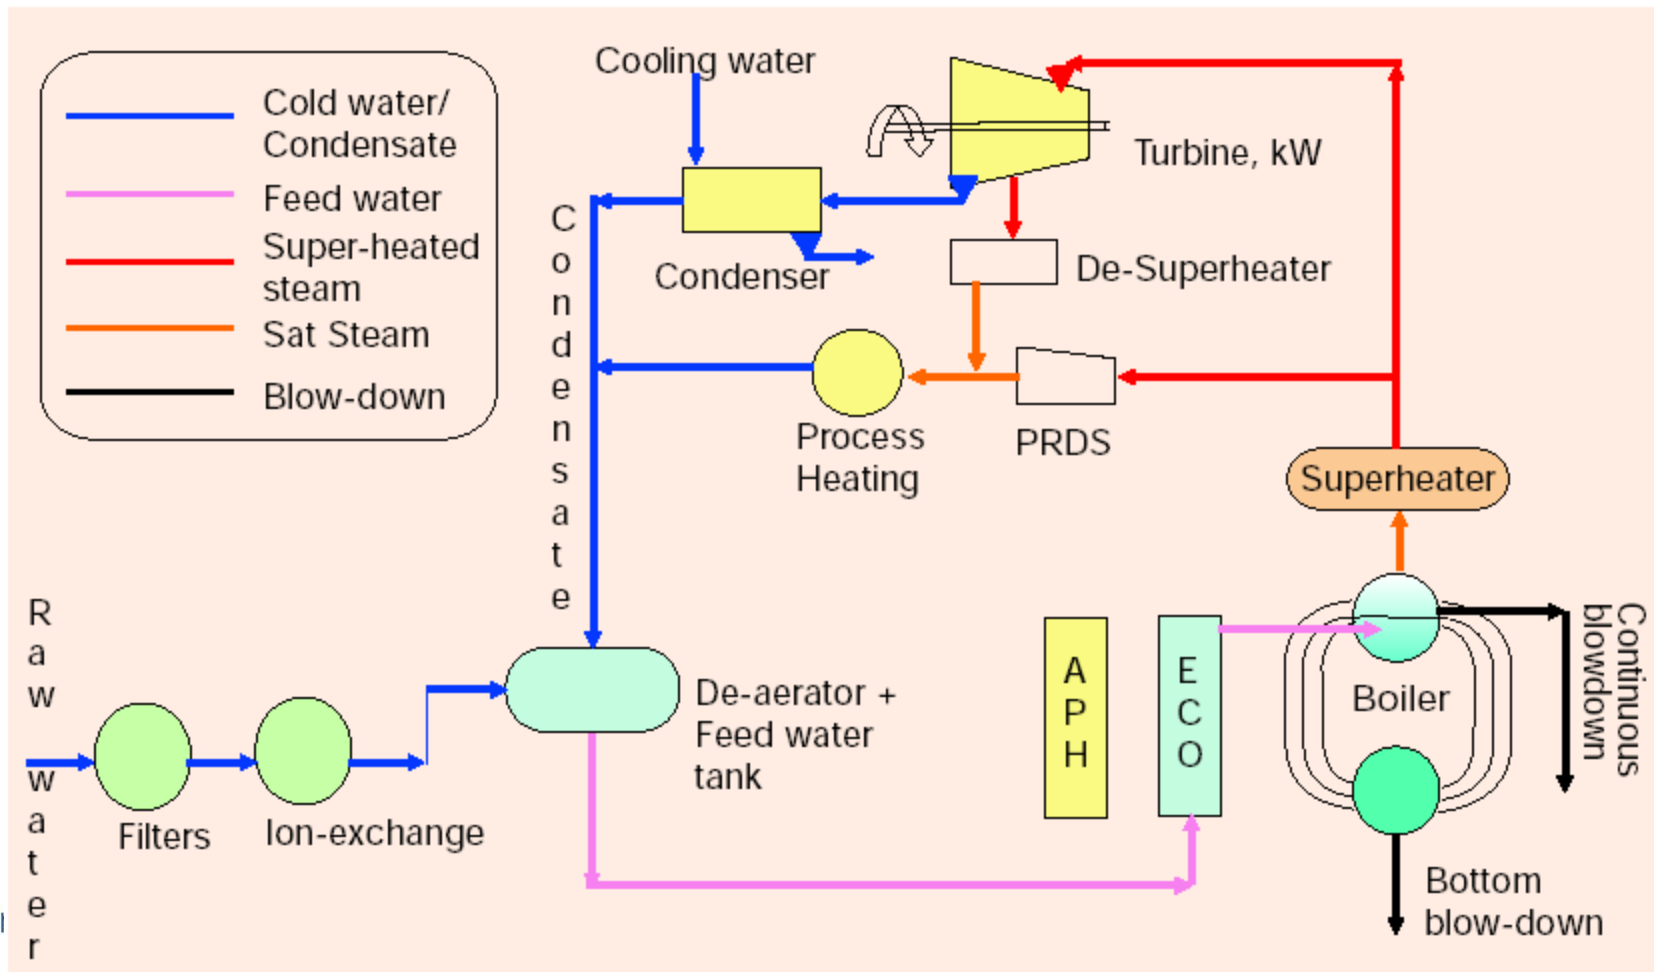 Cold water/
Condensate
Feed water
Super-heated
steam
Sat Steam
Blow-down
Cooling water
Turbine, kW
Condenser
De-Superheater
Condensate
Process
Heating
PRDS
Superheater
Raw water
Filters
Ion-exchange
De-aerator +
Feed water
tank
APH
ECO
Boiler
Continuous
blowdown
Bottom
blow-down